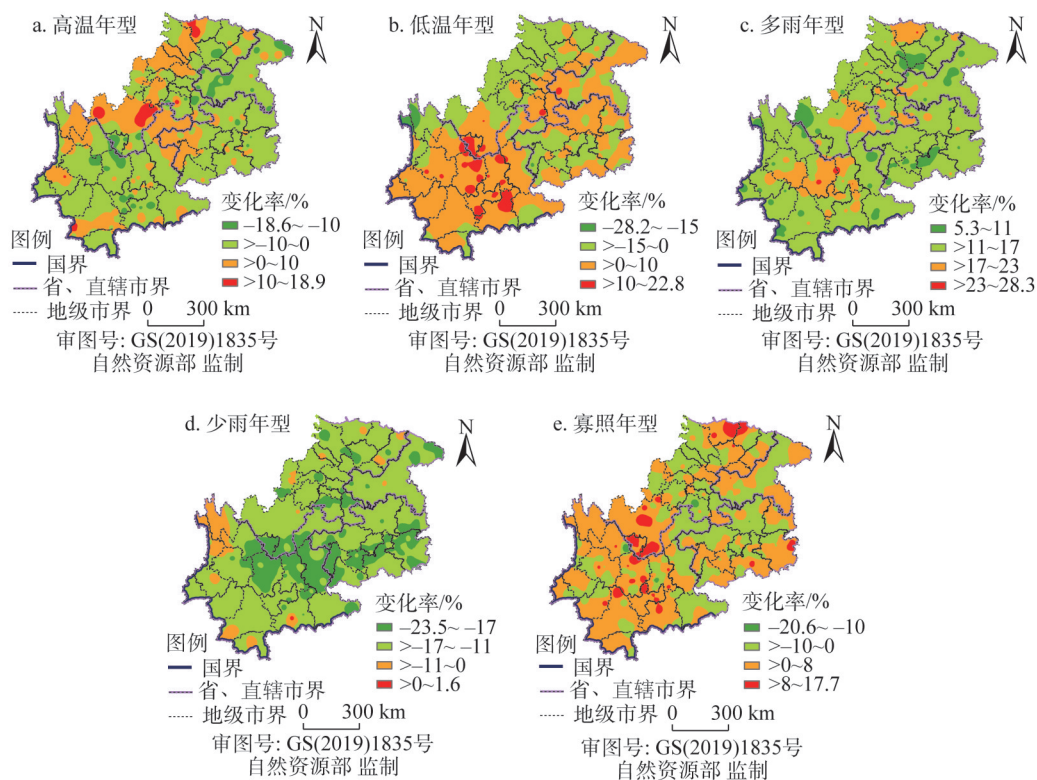 a. 高温年型
N
变化率/%
–18.6~ –10
>–10~0
>0~10
>10~18.9
图例
国界
省、直辖市界
地级市界
0 300 km
审图号: GS(2019)1835号
自然资源部 监制
b. 低温年型
N
变化率/%
–28.2~ –15
>–15~0
>0~10
>10~22.8
图例
国界
省、直辖市界
地级市界
0 300 km
审图号: GS(2019)1835号
自然资源部 监制
c. 多雨年型
N
变化率/%
5.3~11
>11~17
>17~23
>23~28.3
图例
国界
省、直辖市界
地级市界
0 300 km
审图号: GS(2019)1835号
自然资源部 监制
d. 少雨年型
N
变化率/%
–23.5~ –17
>–17~ –11
>–11~0
>0~1.6
图例
国界
省、直辖市界
地级市界
0 300 km
审图号: GS(2019)1835号
自然资源部 监制
e. 寡照年型
N
变化率/%
–20.6~ –10
>–10~0
>0~8
>8~17.7
图例
国界
省、直辖市界
地级市界
0 300 km
审图号: GS(2019)1835号
自然资源部 监制